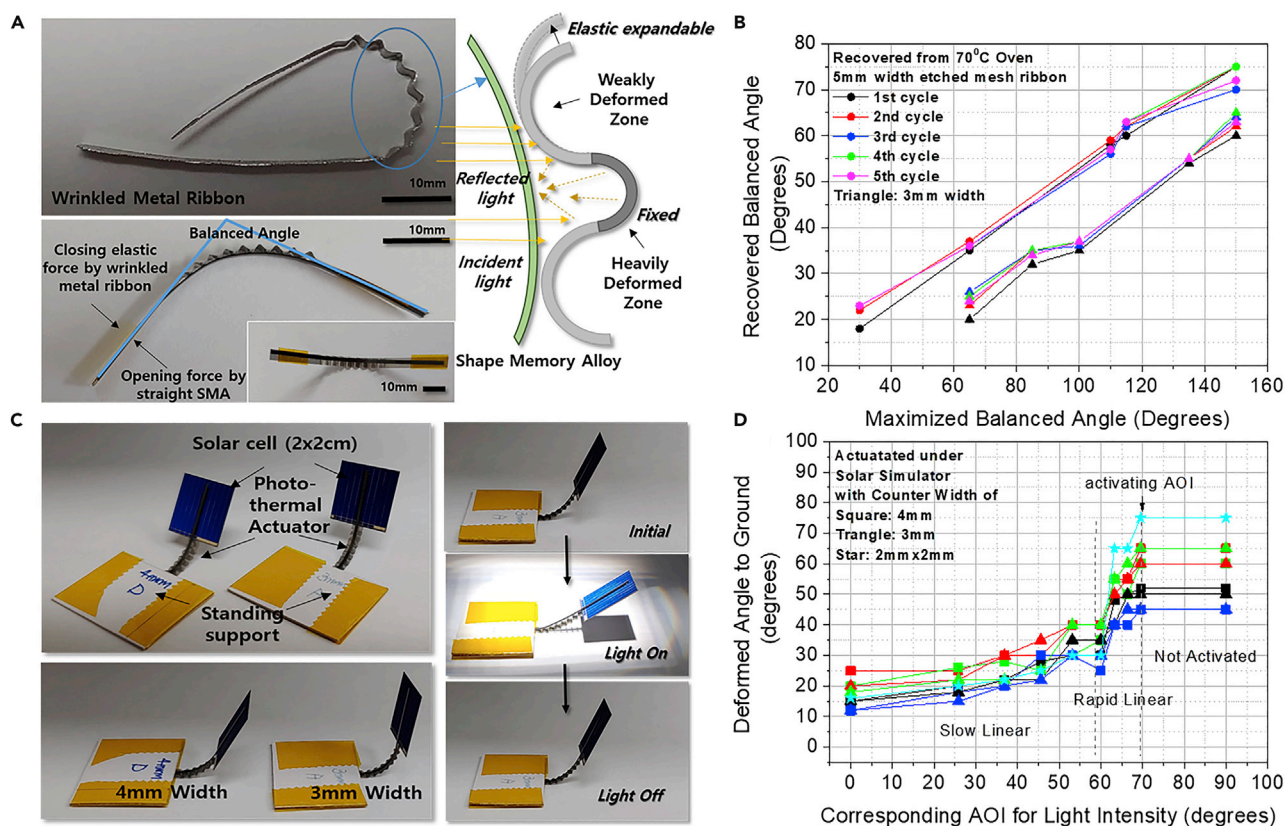 A
Elastic expandable
Weakly
Deformed
Zone
Wrinkled Metal Ribbon
10mm
Reflected
light
Fixed
Incident
light
Heavily
Deformed
Zone
Shape Memory Alloy
Balanced Angle
10mm
Closing elastic
force by wrinkled
metal ribbon
Opening force by
straight SMA
10mm
B
Recovered Balanced Angle
(Degrees)
80
70
60
50
40
30
20
10
Recovered from 70⁰C Oven
5mm width etched mesh ribbon
1st cycle
2nd cycle
3rd cycle
4th cycle
5th cycle
Triangle: 3mm width
20 40 60 80 100 120 140 160
Maximized Balanced Angle (Degrees)
C
Solar cell (2x2cm)
Photo-
thermal
Actuator
4mm
D
Standing
support
4mm
D
4mm Width
A
3mm Width
Initial
Light On
A
Light Off
D
Deformed Angle to Ground
(degrees)
100
90
80
70
60
50
40
30
20
10
0
Actuatated under
Solar Simulator
with Counter Width of
Square: 4mm
Trangle: 3mm
Star: 2mm x2mm
activating AOI
Not Activated
Rapid Linear
Slow Linear
0 10 20 30 40 50 60 70 80 90 100
Corresponding AOI for Light Intensity (degrees)